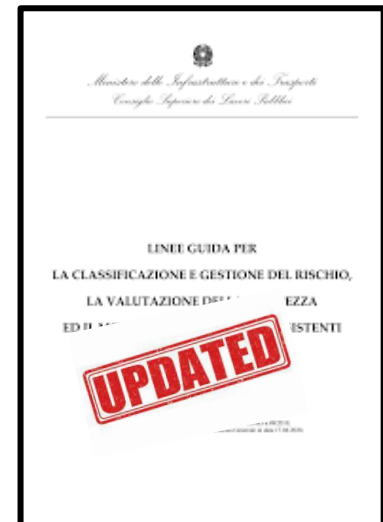 Ministero delle Infrastrutture e dei Trasporti
Consiglio Superiore dei Lavori Pubblici
LINEE GUIDA PER
LA CLASSIFICAZIONE E GESTIONE DEL RISCHIO,
LA VALUTAZIONE EZZA
ED IL ISTENTI
UPDATED